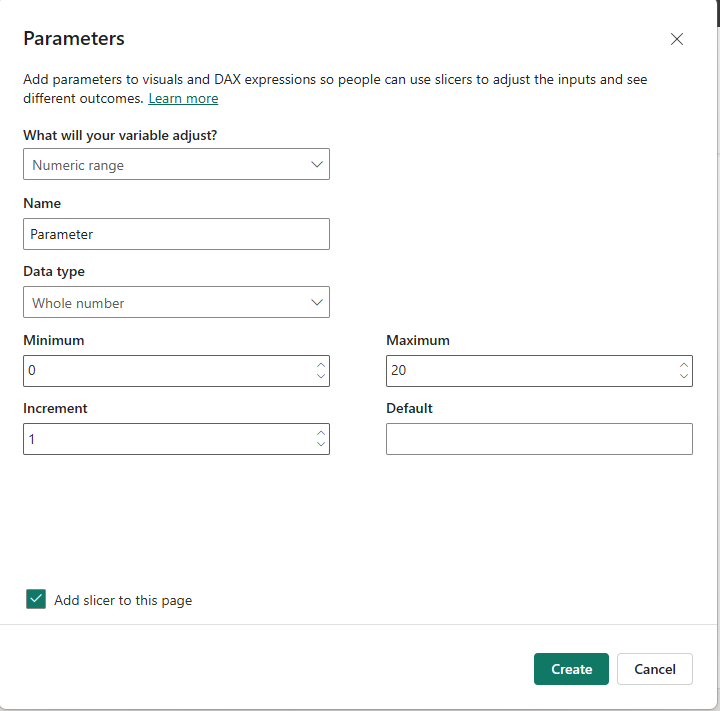 Parameters
Add parameters to visuals and DAX expressions so people can use slicers to adjust the inputs and see
different outcomes. Learn more
What will your variable adjust?
Numeric range
Name
Parameter
Data type
Whole number
Minimum
Maximum
0
20
Increment
Default
1
Add slicer to this page
Create
Cancel